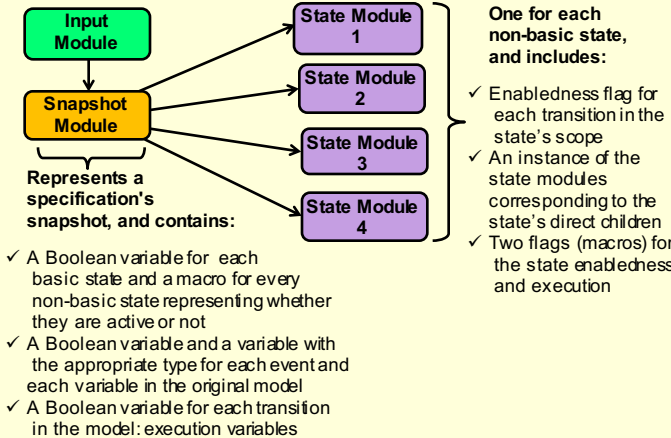 Input
Module
Snapshot
Module
State Module
1
State Module
2
State Module
3
State Module
4
One for each
non-basic state,
and includes:
✓ Enabledness flag for
each transition in the
state's scope
✓ An instance of the
state modules
corresponding to the
state's direct children
✓ Two flags (macros) for
the state enabledness
and execution
Represents a
specification's
snapshot, and contains:
✓ A Boolean variable for each
basic state and a macro for every
non-basic state representing whether
they are active or not
✓ A Boolean variable and a variable with
the appropriate type for each event and
each variable in the original model
✓ A Boolean variable for each transition
in the model: execution variables